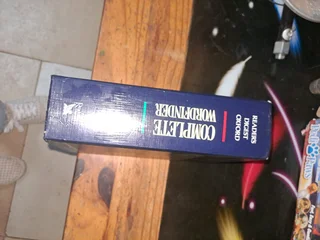 READER'S
DIGEST
OXFORD
COMPLETE
WORDFINDER